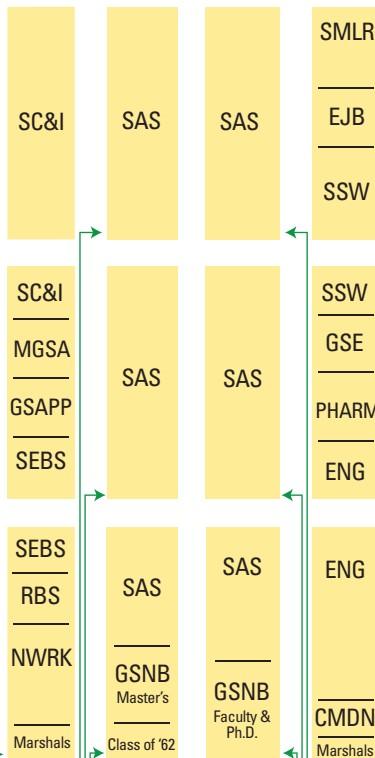 SC&I
SAS
SAS
SMLR
EJB
SSW
SC&I
MGSA
GSAPP
SEBS
SAS
SAS
SSW
GSE
PHARM
ENG
SEBS
RBS
NWRK
Marshals
SAS
GSNB
Master's
Class of '62
SAS
GSNB
Faculty &
Ph.D.
ENG
CMDN
Marshals